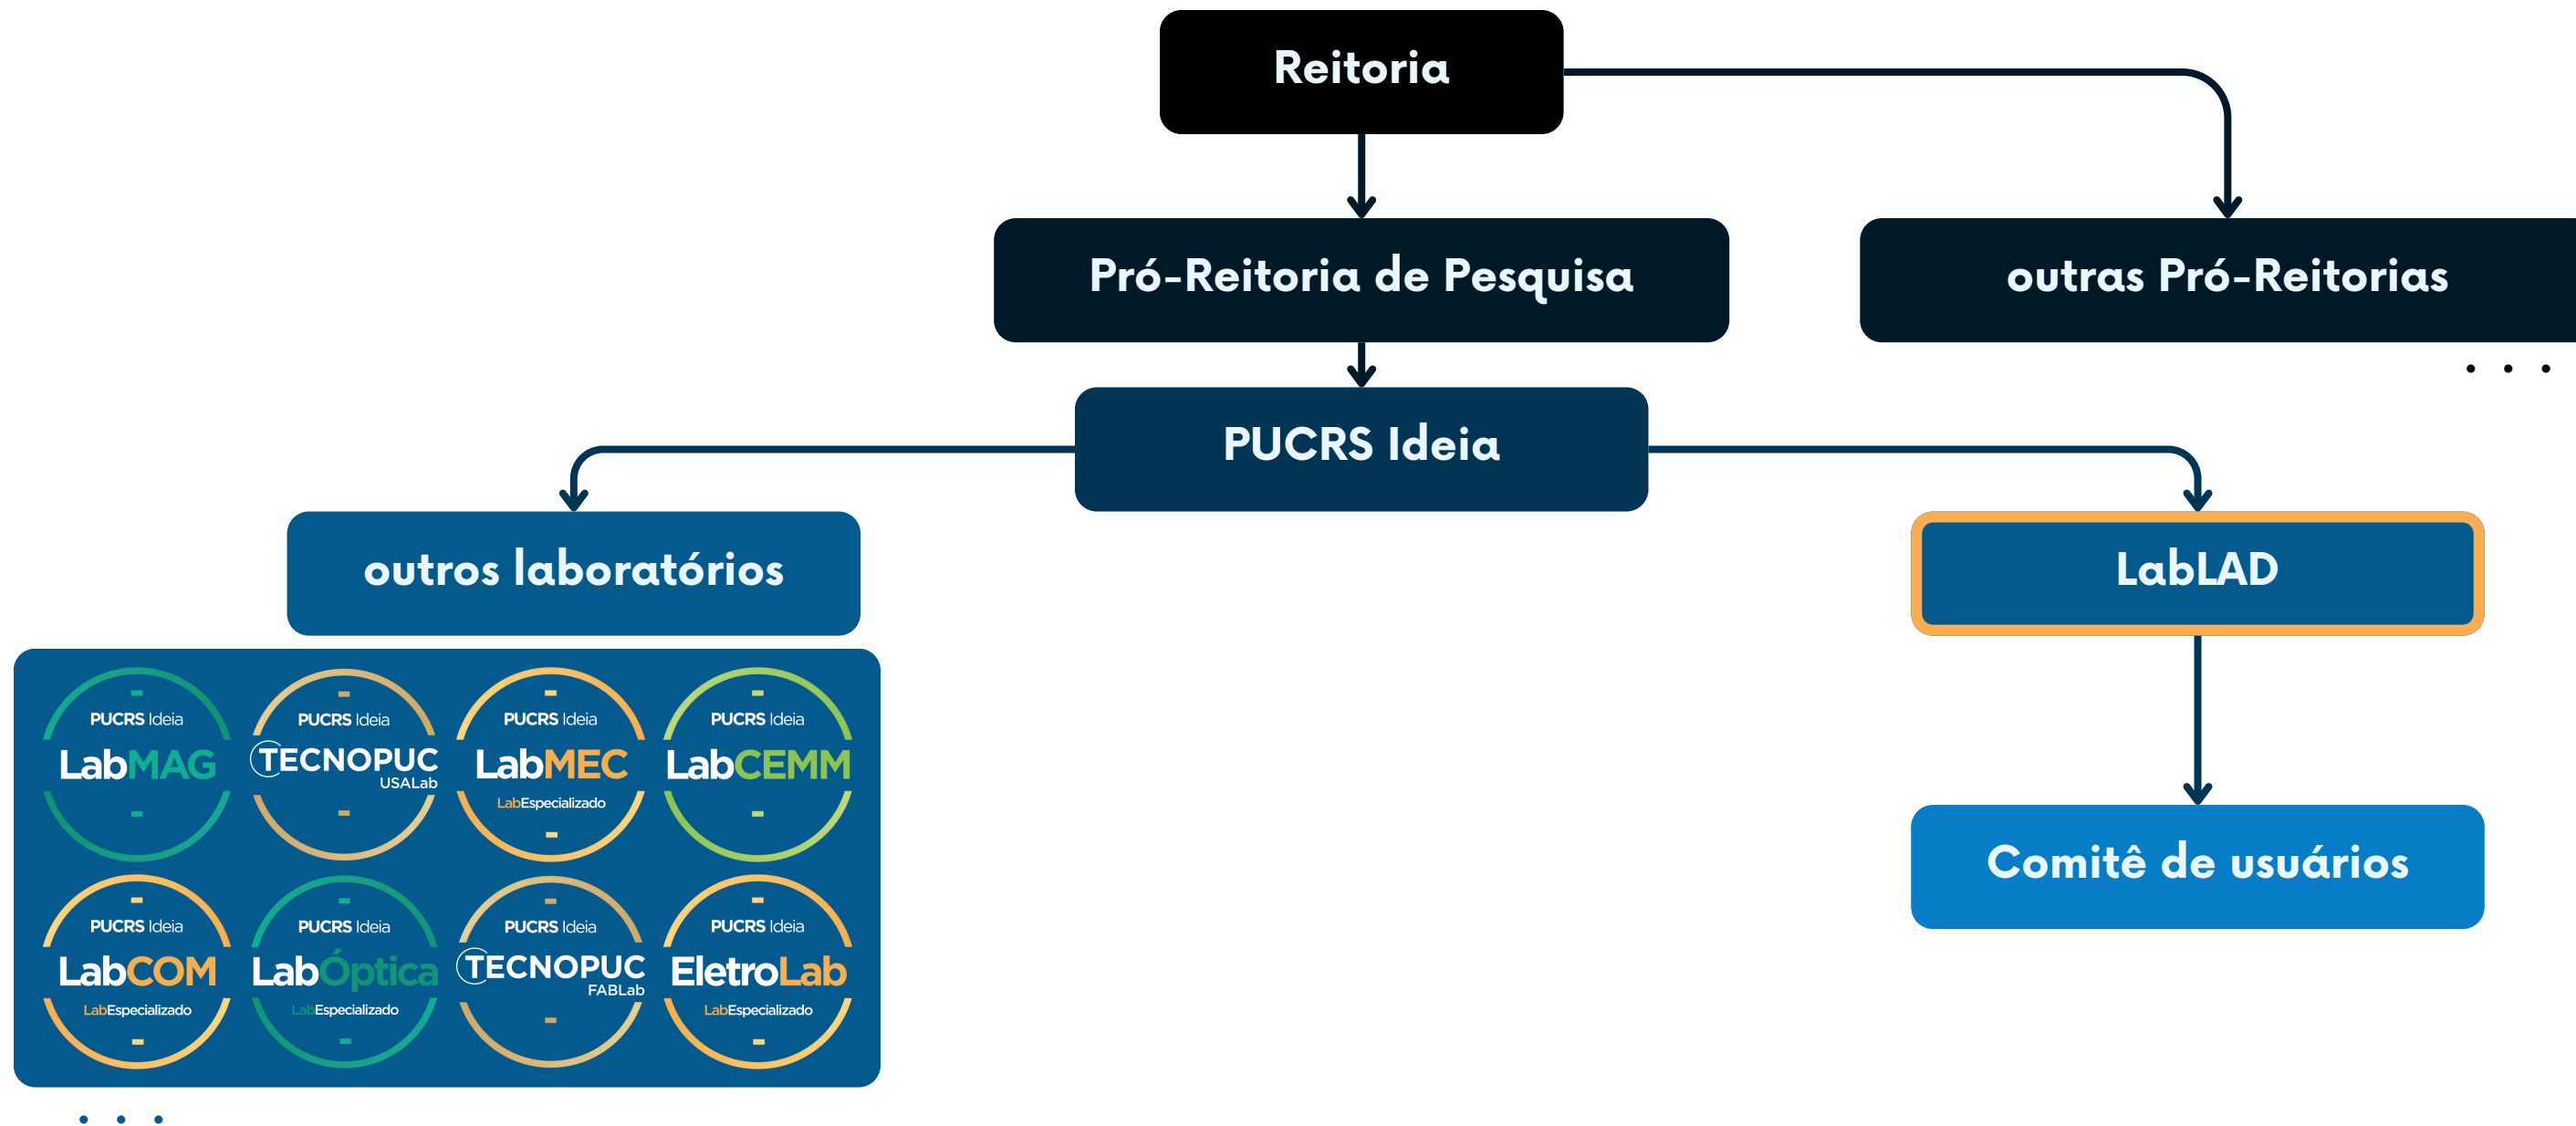 Reitoria
Pró-Reitoria de Pesquisa
outras Pró-Reitorias
. . .
PUCRS Ideia
outros laboratórios
LabLAD
Comitê de usuários
PUCRS Ideia
LabMAG
PUCRS Ideia
TECNOPUC
USALab
PUCRS Ideia
LabMEC
LabEspecializado
PUCRS Ideia
LabCEMM
PUCRS Ideia
LabCOM
LabEspecializado
PUCRS Ideia
LabÓptica
LabEspecializado
PUCRS Ideia
TECNOPUC
FABLab
PUCRS Ideia
EletroLab
LabEspecializado
. . .